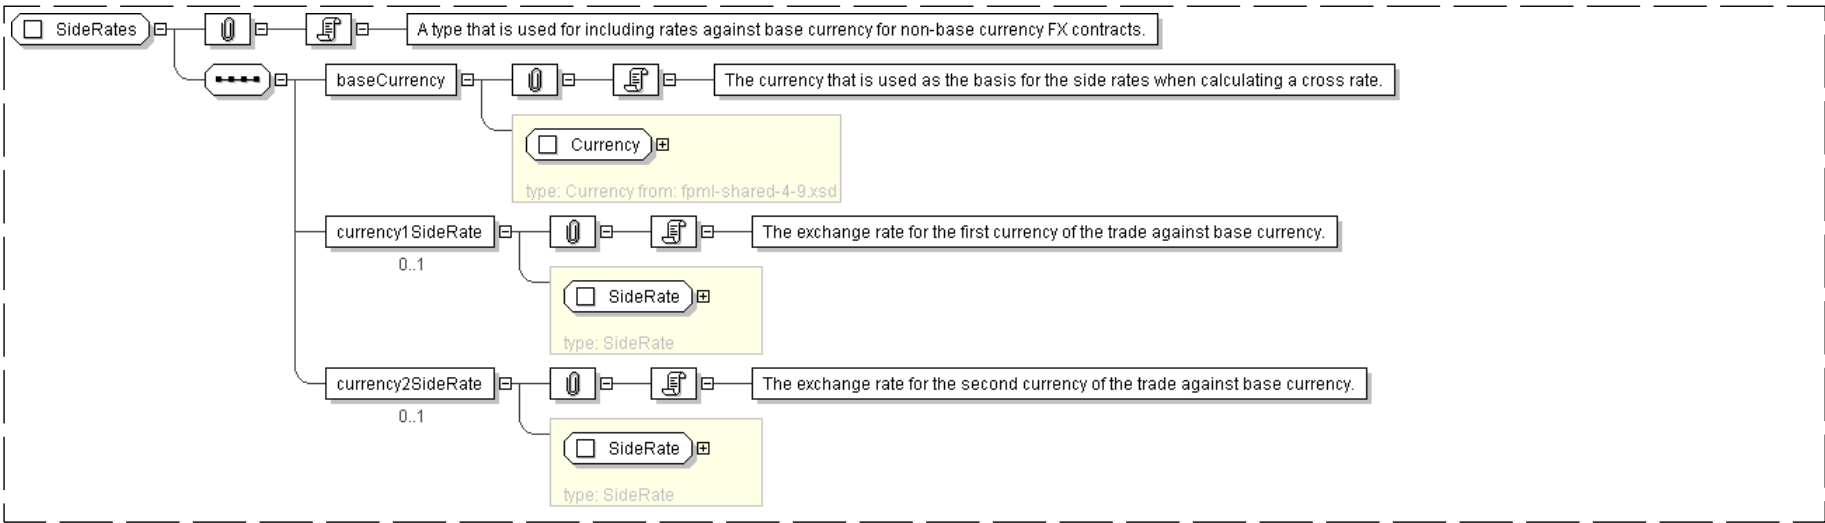 SideRates
A type that is used for including rates against base currency for non-base currency FX contracts.
baseCurrency
The currency that is used as the basis for the side rates when calculating a cross rate.
Currency
type: Currency from: fpml-shared-4-9.xsd
currency1SideRate
The exchange rate for the first currency of the trade against base currency.
0..1
SideRate
type: SideRate
currency2SideRate
The exchange rate for the second currency of the trade against base currency.
0..1
SideRate
type: SideRate